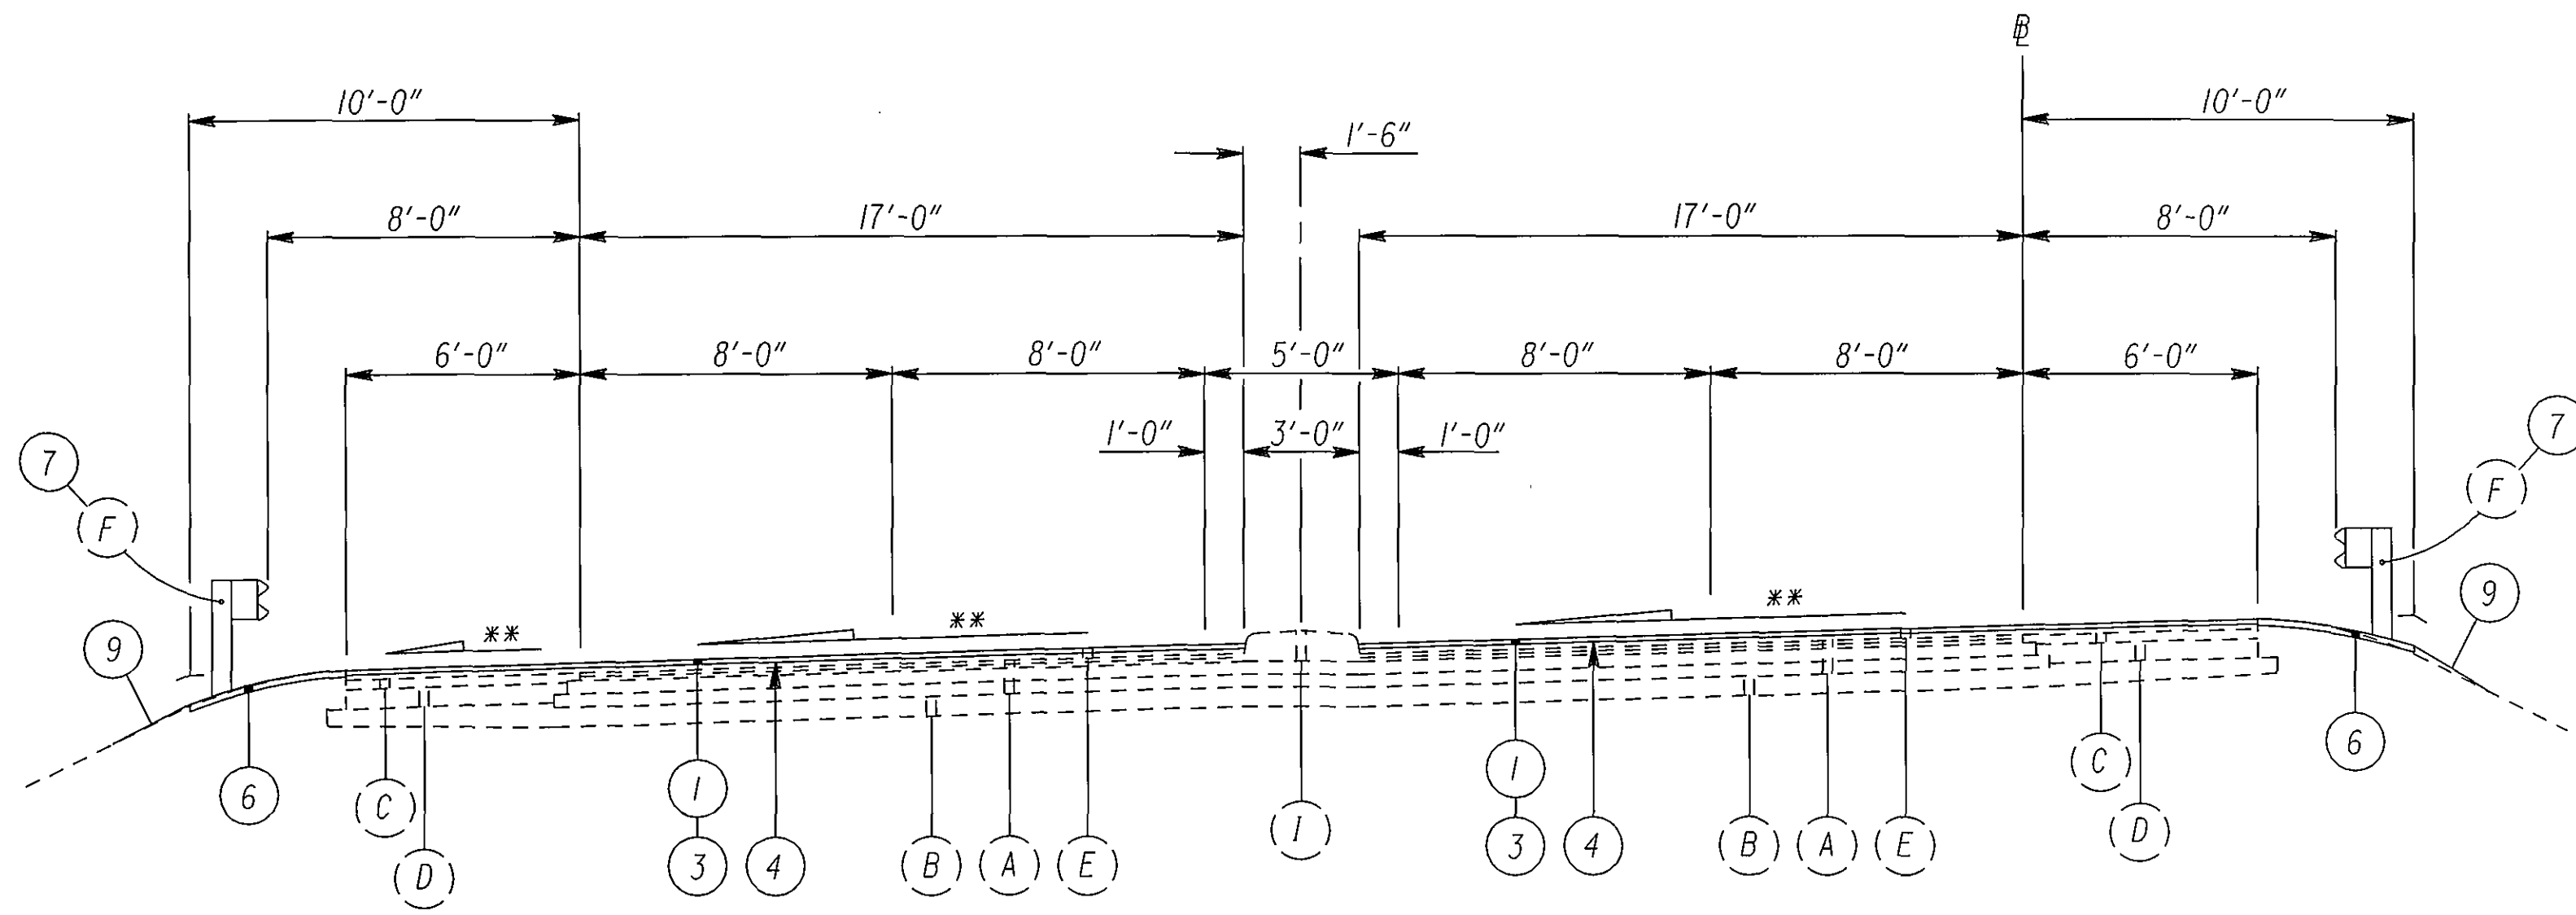 ℔
10'-0" 10'-0"
1'-6"
8'-0" 17'-0" 17'-0" 8'-0"
6'-0" 8'-0" 8'-0" 5'-0" 8'-0" 8'-0" 6'-0"
1'-0" 3'-0" 1'-0"
7 7
F F
9 ** ** ** 9
6 C 1 1 C 6
D 3 4 B A E I 3 4 B A E D